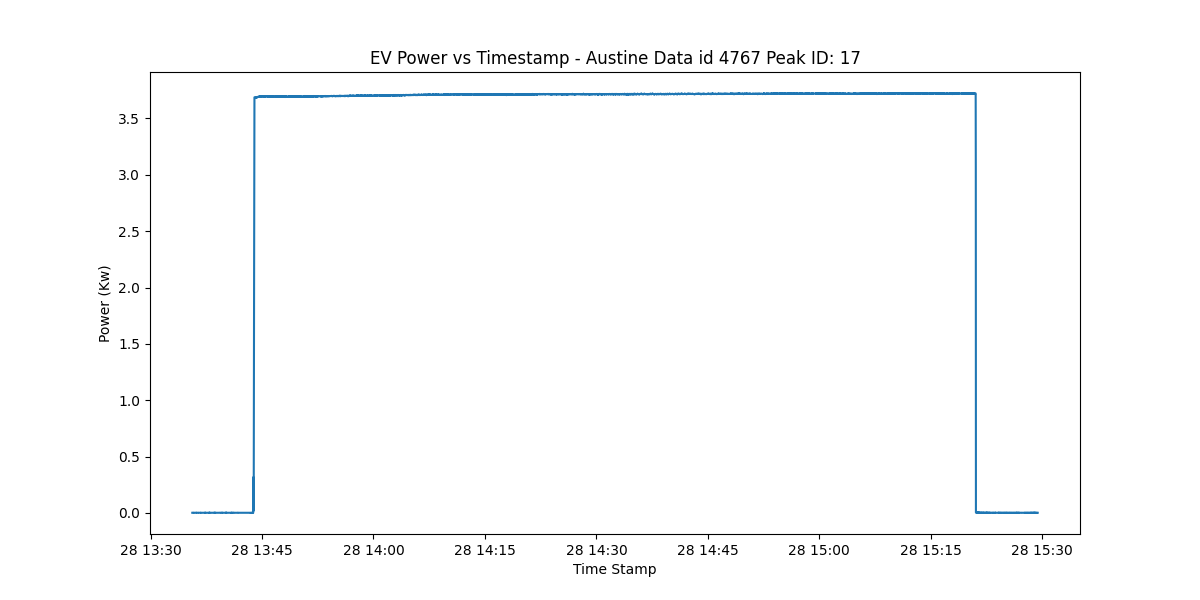 EV Power vs Timestamp - Austine Data id 4767 Peak ID: 17
Power (Kw)
3.5
3.0
2.5
2.0
1.5
1.0
0.5
0.0
28 13:30 28 13:45 28 14:00 28 14:15 28 14:30 28 14:45 28 15:00 28 15:15 28 15:30
Time Stamp